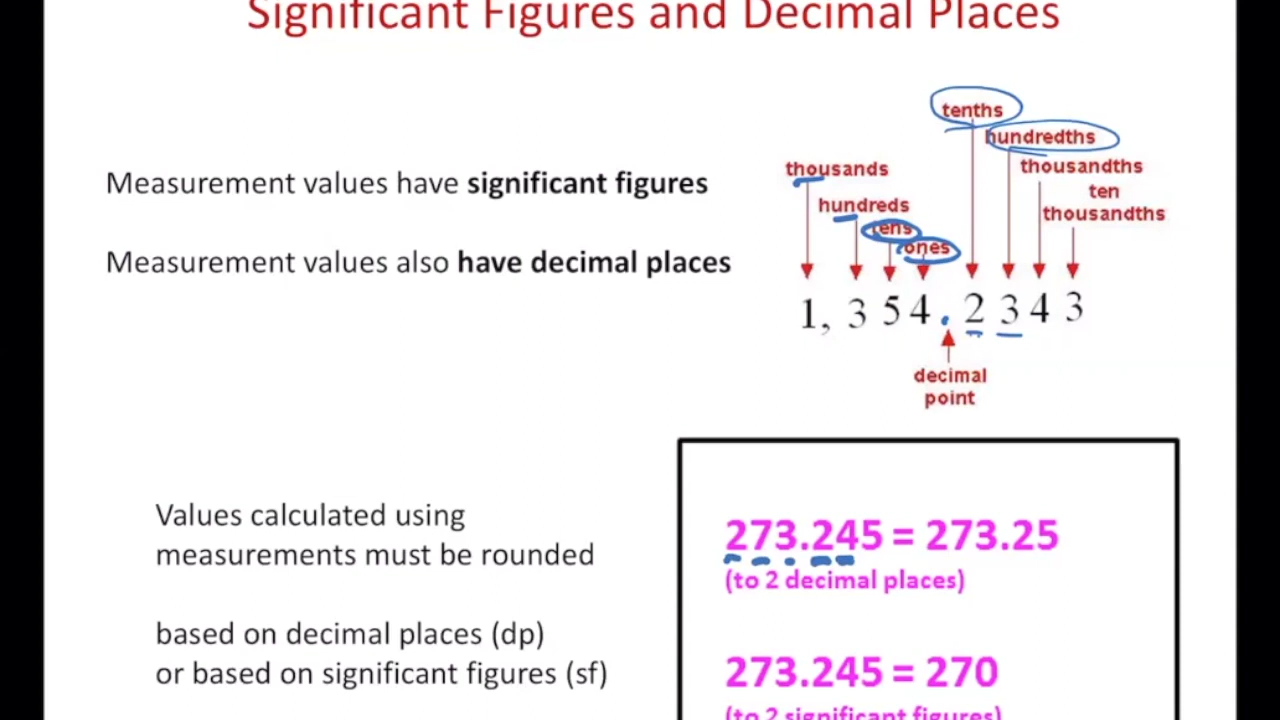 Significant Figures and Decimal Places
Measurement values have significant figures
Measurement values also have decimal places
tenths
hundredths
thousandths
ten
thousandths
thousands
hundreds
tens
ones
1, 3 5 4 . 2 3 4 3
decimal
point
Values calculated using
measurements must be rounded
based on decimal places (dp)
or based on significant figures (sf)
273.245 = 273.25
(to 2 decimal places)
273.245 = 270
(to 2 significant figures)